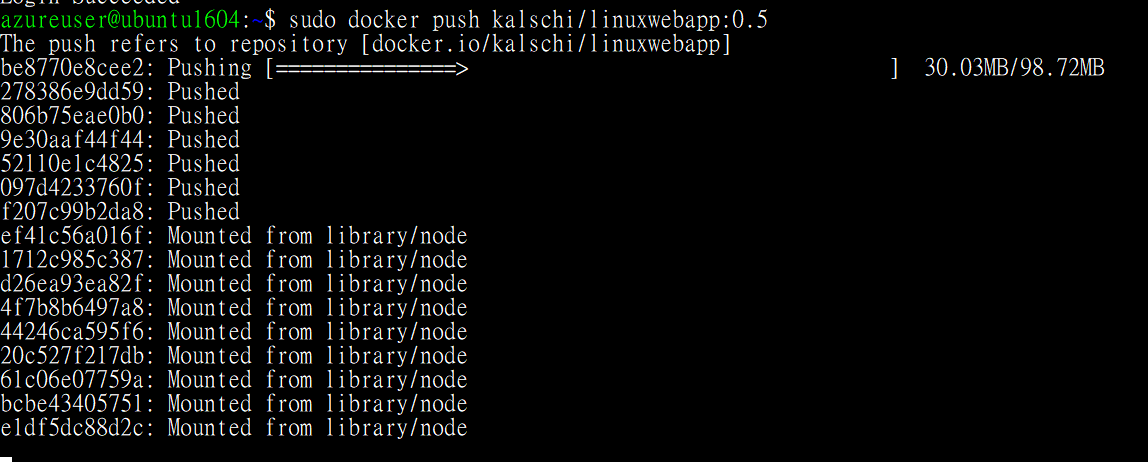 Login Succeeded
azureuser@ubuntu1604:~$ sudo docker push kalschi/linuxwebapp:0.5
The push refers to repository [docker.io/kalschi/linuxwebapp]
be8770e8cee2: Pushing [===============>                                   ]  30.03MB/98.72MB
278386e9dd59: Pushed
806b75eae0b0: Pushed
9e30aaf44f44: Pushed
52110e1c4825: Pushed
097d4233760f: Pushed
f207c99b2da8: Pushed
ef41c56a016f: Mounted from library/node
1712c985c387: Mounted from library/node
d26ea93ea82f: Mounted from library/node
4f7b8b6497a8: Mounted from library/node
44246ca595f6: Mounted from library/node
20c527f217db: Mounted from library/node
61c06e07759a: Mounted from library/node
bcbe43405751: Mounted from library/node
e1df5dc88d2c: Mounted from library/node